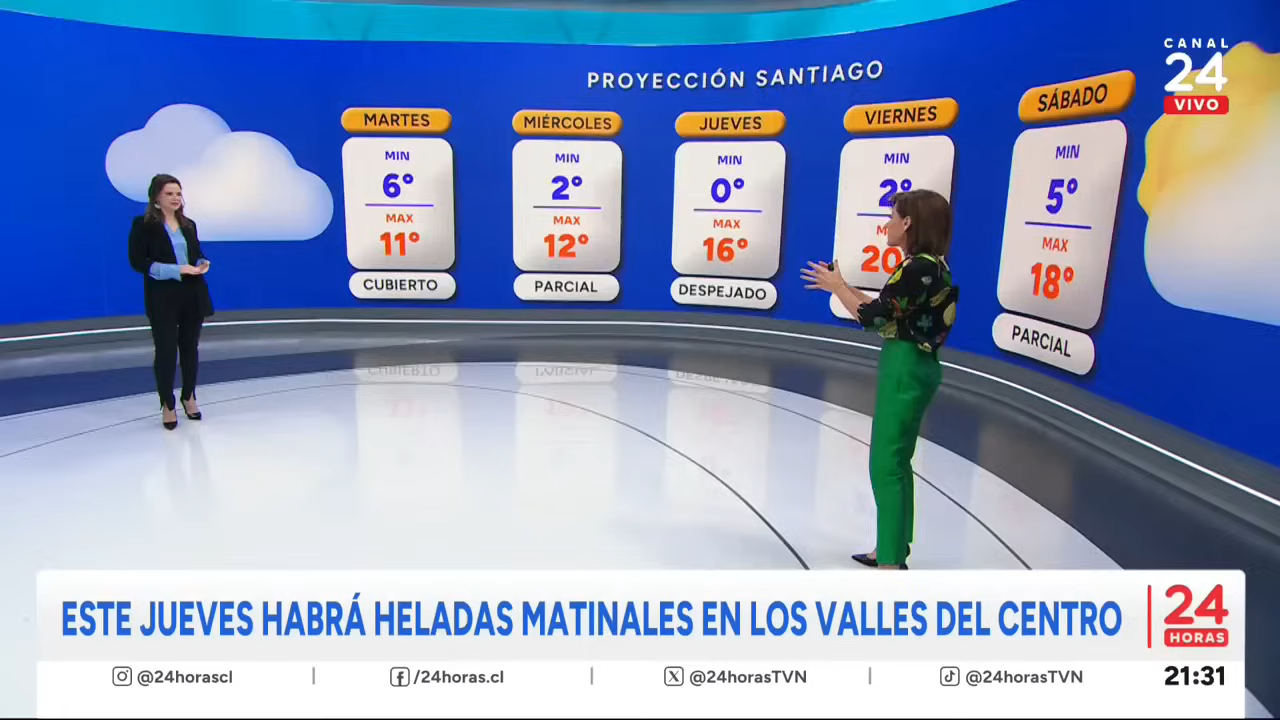 CANAL
24
VIVO
PROYECCIÓN SANTIAGO
MARTES
MIN
6°
MAX
11°
CUBIERTO
MIÉRCOLES
MIN
2°
MAX
12°
PARCIAL
JUEVES
MIN
0°
MAX
16°
DESPEJADO
VIERNES
MIN
2°
20
SÁBADO
MIN
5°
MAX
18°
PARCIAL
ESTE JUEVES HABRÁ HELADAS MATINALES EN LOS VALLES DEL CENTRO
24
HORAS
@24horascl
/24horas.cl
@24horasTVN
@24horasTVN
21:31